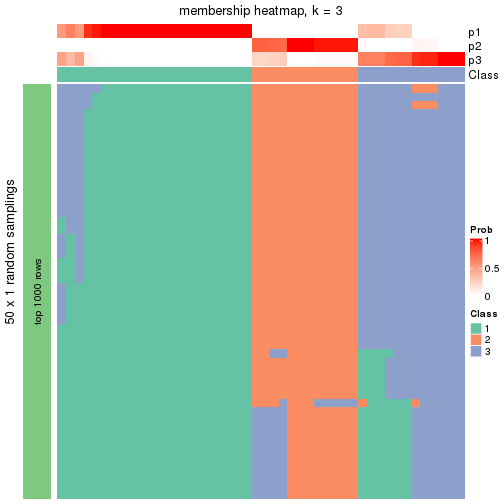 membership heatmap, k = 3
p1
p2
p3
Class
50 x 1 random samplings
top 1000 rows
Prob
1
0.5
0
Class
1
2
3